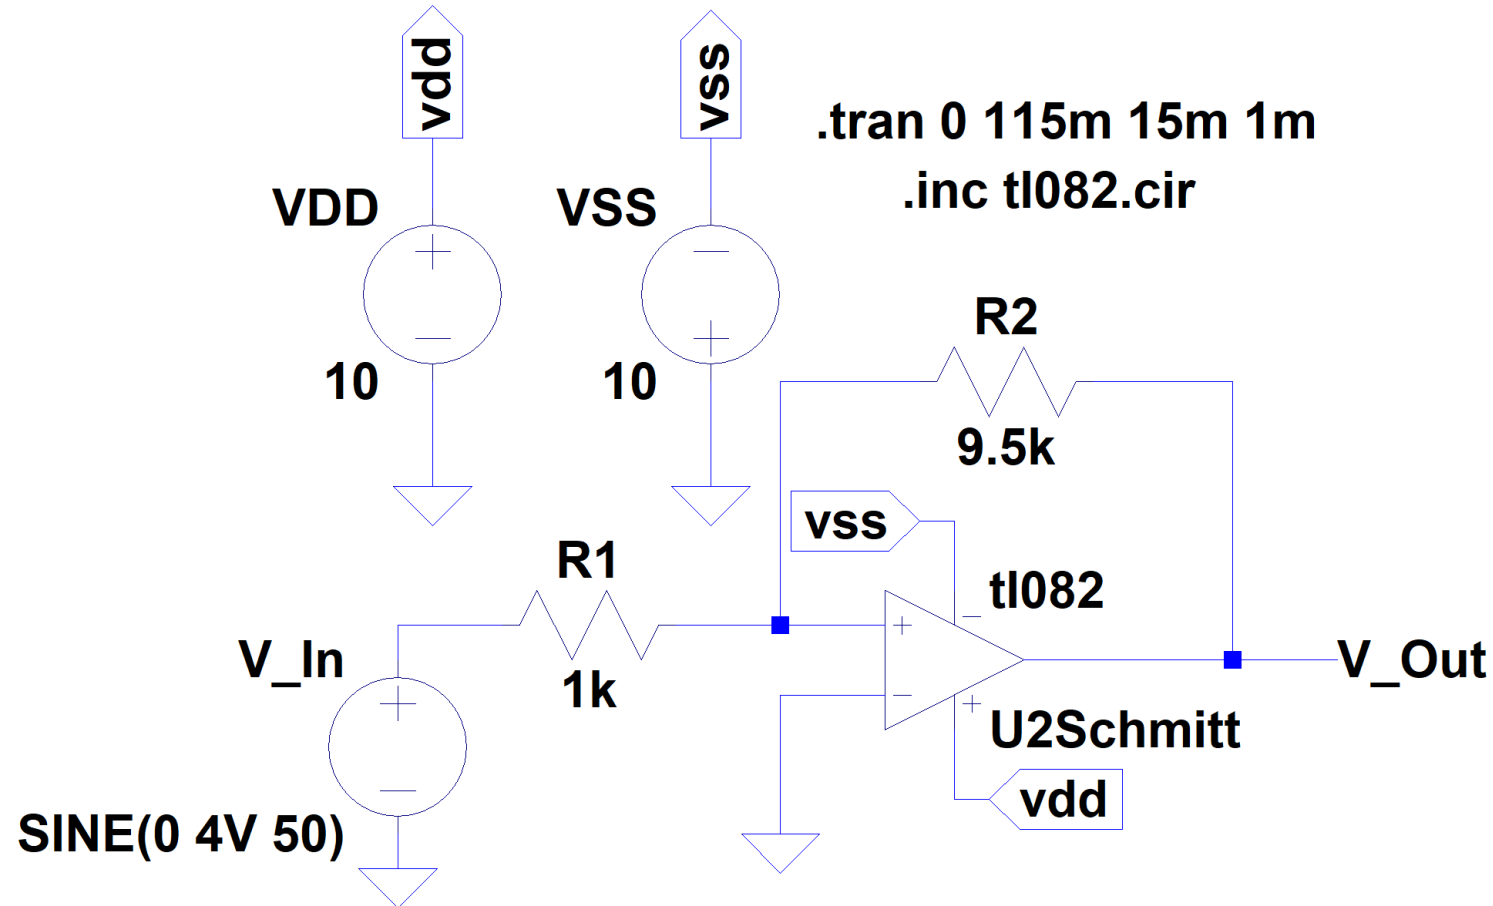 vdd
vss
.tran 0 115m 15m 1m
.inc tl082.cir
VDD
VSS
+
−
−
+
10
10
R2
9.5k
vss
R1
1k
tl082
+
−
−
+
V_In
+
−
V_Out
U2Schmitt
vdd
SINE(0 4V 50)